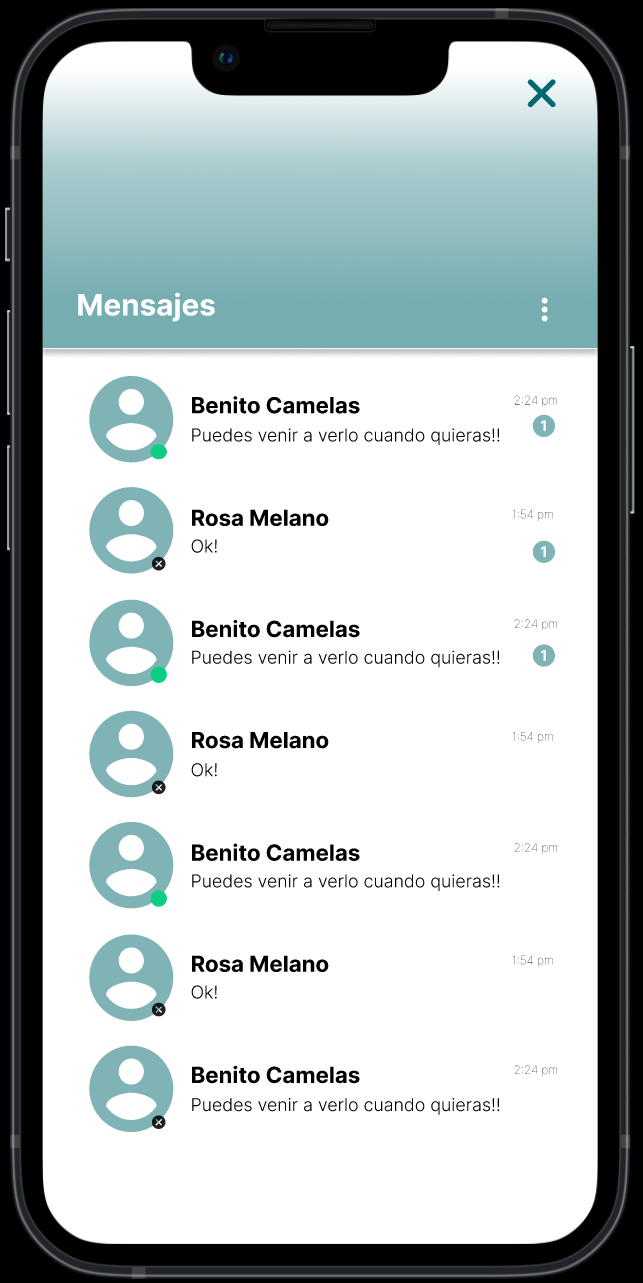 Mensajes
Benito Camelas
2:24 pm
Puedes venir a verlo cuando quieras!!
1
Rosa Melano
1:54 pm
Ok!
1
Benito Camelas
2:24 pm
Puedes venir a verlo cuando quieras!!
1
Rosa Melano
1:54 pm
Ok!
Benito Camelas
2:24 pm
Puedes venir a verlo cuando quieras!!
Rosa Melano
1:54 pm
Ok!
Benito Camelas
2:24 pm
Puedes venir a verlo cuando quieras!!